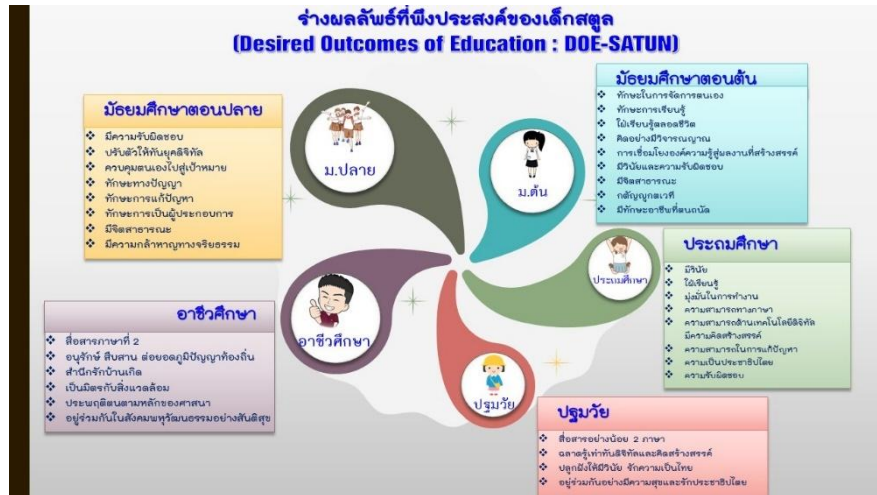 ร่างผลลัพธ์ที่พึงประสงค์ของเด็กสตูล
(Desired Outcomes of Education : DOE-SATUN)
มัธยมศึกษาตอนปลาย
❖ มีความรับผิดชอบ
❖ ปรับตัวให้ทันยุคดิจิทัล
❖ ควบคุมตนเองไปสู่เป้าหมาย
❖ ทักษะทางปัญญา
❖ ทักษะการแก้ปัญหา
❖ ทักษะการเป็นผู้ประกอบการ
❖ มีจิตสาธารณะ
❖ มีความกล้าหาญทางจริยธรรม
ม.ปลาย
มัธยมศึกษาตอนต้น
❖ ทักษะในการจัดการตนเอง
❖ ทักษะการเรียนรู้
❖ ใฝ่เรียนรู้ตลอดชีวิต
❖ คิดอย่างมีวิจารณญาณ
❖ การเชื่อมโยงองค์ความรู้สู่ผลงานที่สร้างสรรค์
❖ มีวินัยและความรับผิดชอบ
❖ มีจิตสาธารณะ
❖ กตัญญูกตเวที
❖ มีทักษะอาชีพที่ตนถนัด
ม.ต้น
ประถมศึกษา
❖ มีวินัย
❖ ใฝ่เรียนรู้
❖ มุ่งมั่นในการทำงาน
❖ ความสามารถทางภาษา
❖ ความสามารถด้านเทคโนโลยีดิจิทัล
มีความคิดสร้างสรรค์
❖ ความสามารถในการแก้ปัญหา
❖ ความเป็นประชาธิปไตย
❖ ความรับผิดชอบ
ประถมศึกษา
อาชีวศึกษา
❖ สื่อสารภาษาที่ 2
❖ อนุรักษ์ สืบสาน ต่อยอดภูมิปัญญาท้องถิ่น
❖ สำนึกรักบ้านเกิด
❖ เป็นมิตรกับสิ่งแวดล้อม
❖ ประพฤติตนตามหลักของศาสนา
❖ อยู่ร่วมกันในสังคมพหุวัฒนธรรมอย่างสันติสุข
อาชีวศึกษา
ปฐมวัย
ปฐมวัย
❖ สื่อสารอย่างน้อย 2 ภาษา
❖ ฉลาดรู้เท่าทันดิจิทัลและคิดสร้างสรรค์
❖ ปลูกฝังให้มีวินัย รักความเป็นไทย
❖ อยู่ร่วมกันอย่างมีความสุขและรักประชาธิปไตย